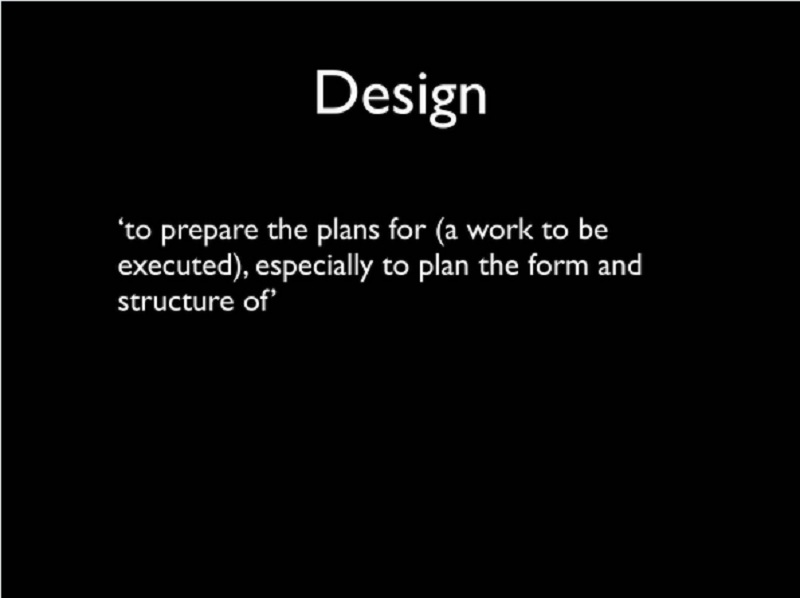 Design
‘to prepare the plans for (a work to be
executed), especially to plan the form and
structure of’